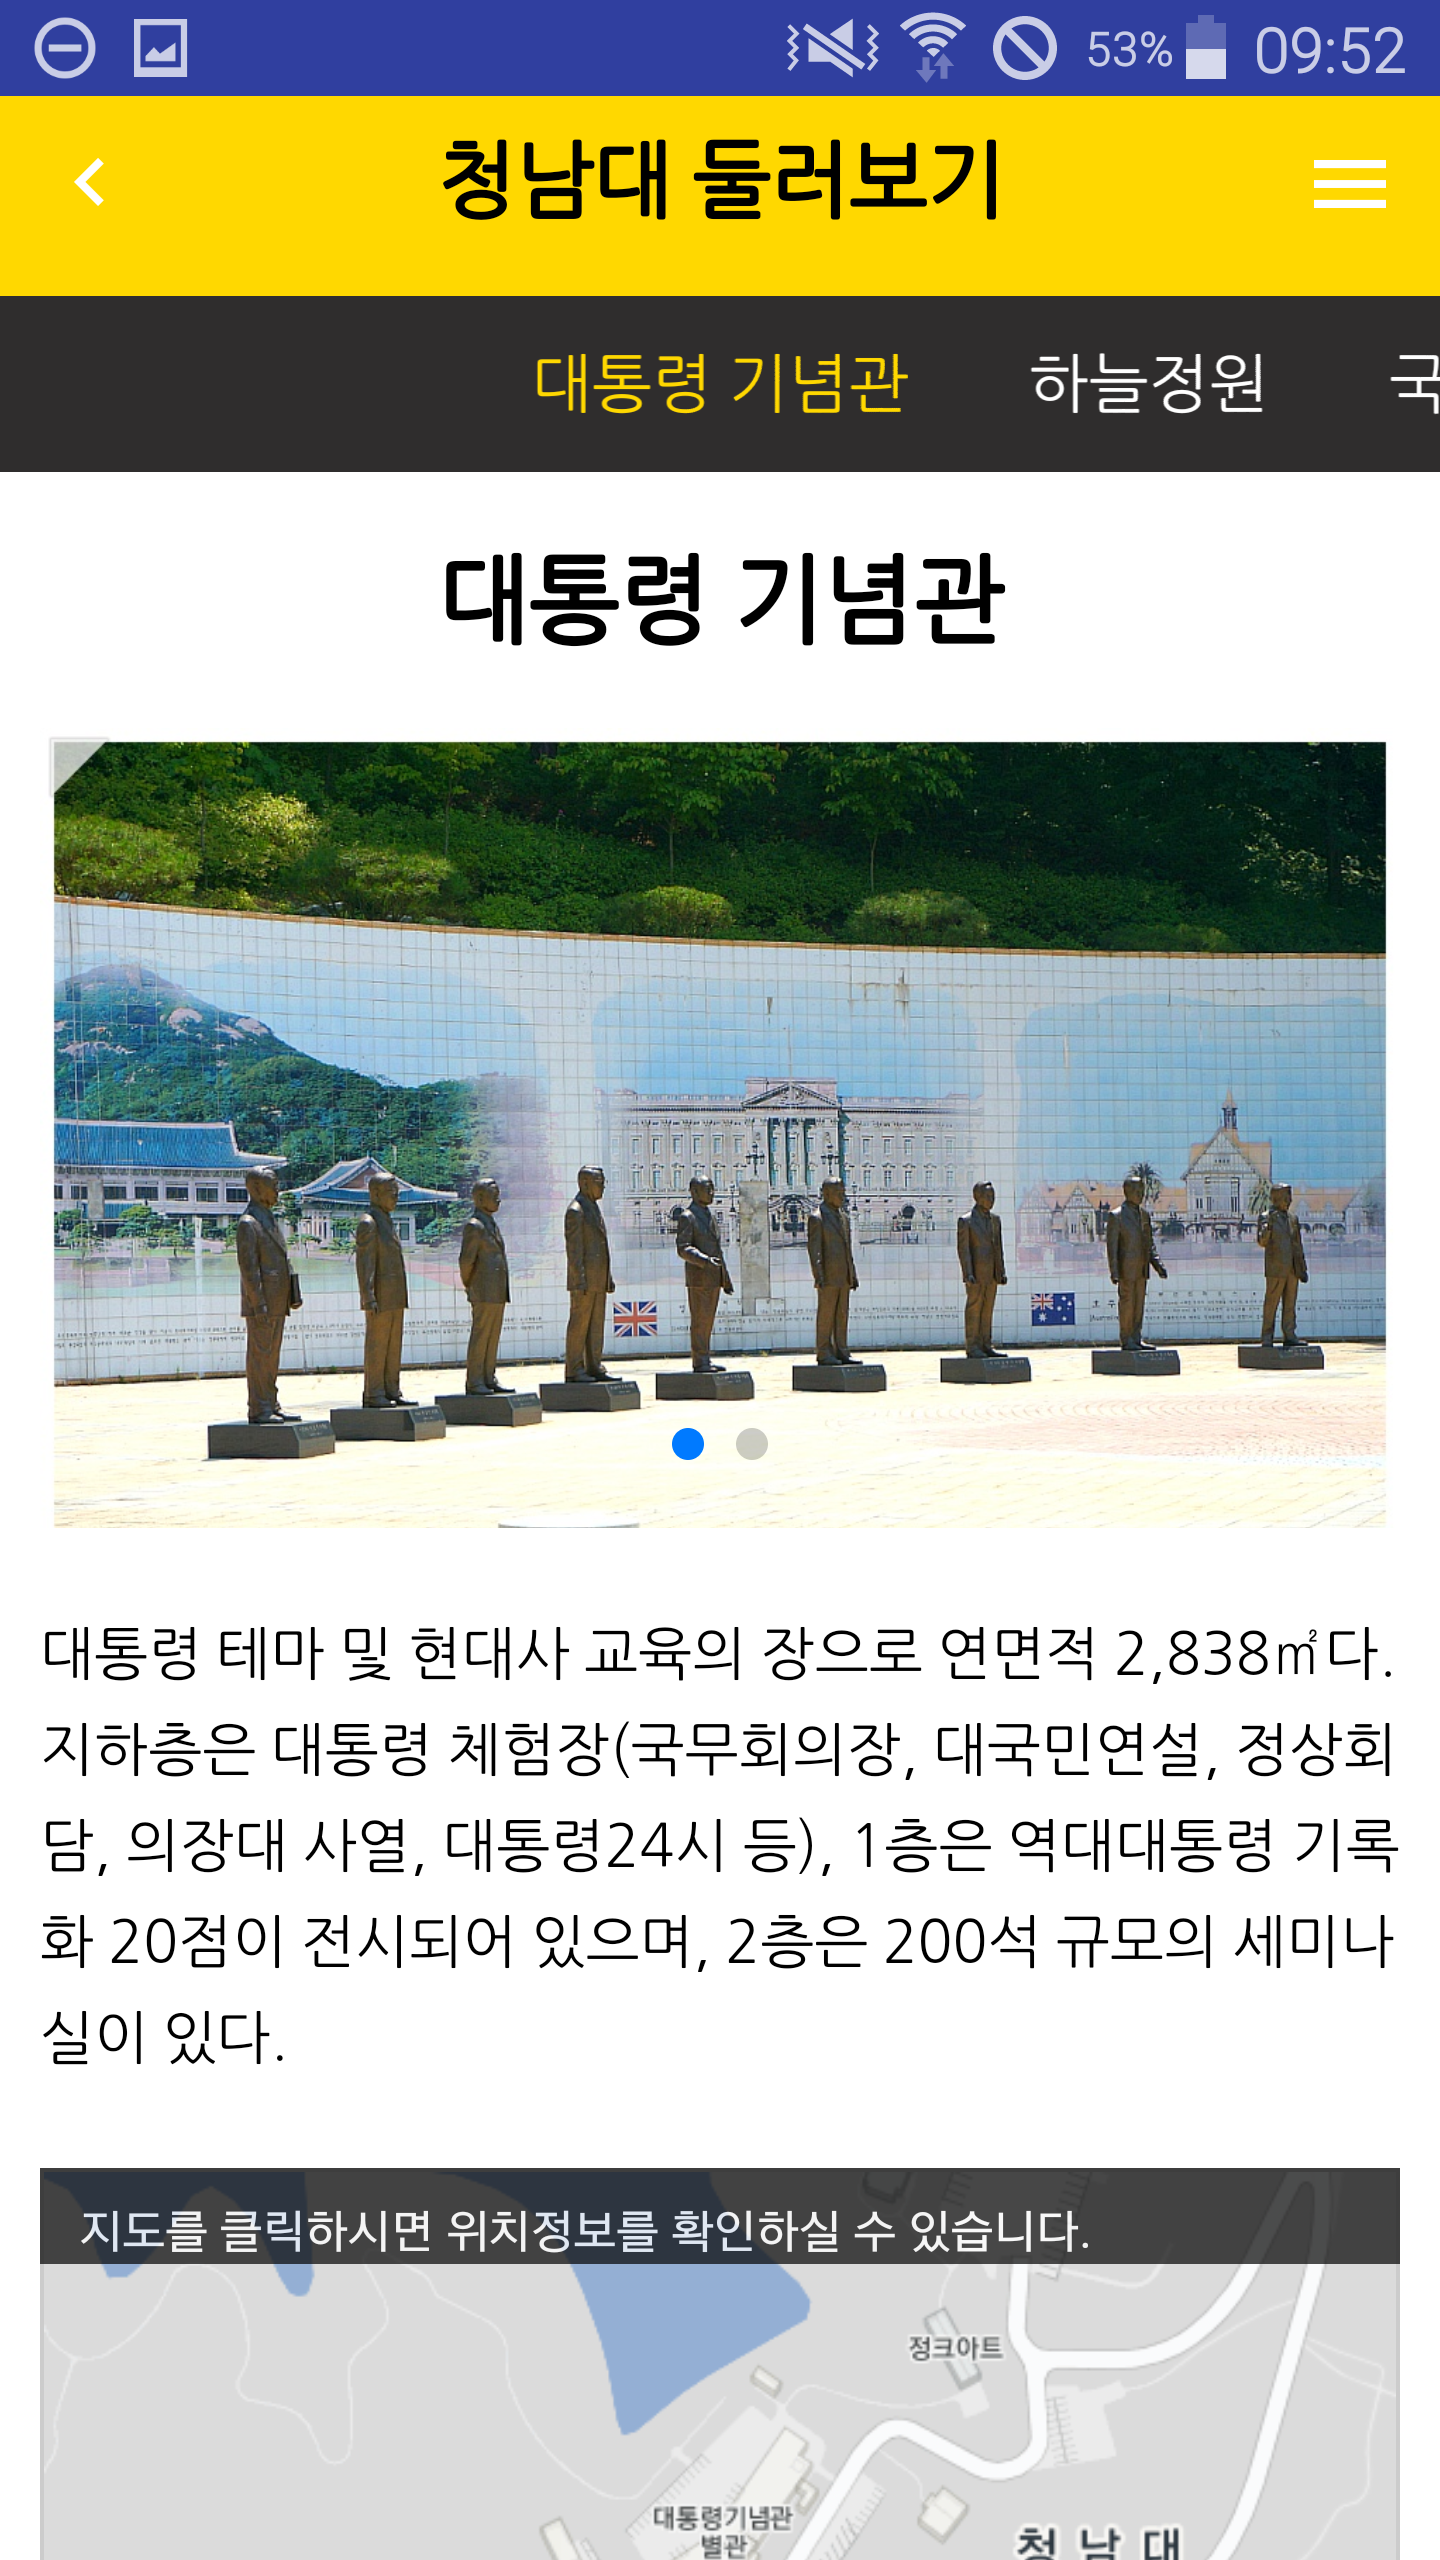 53% 09:52
청남대 둘러보기
대통령 기념관 하늘정원 국
대통령 기념관
대통령 테마 및 현대사 교육의 장으로 연면적 2,838㎡다.
지하층은 대통령 체험장(국무회의장, 대국민연설, 정상회
담, 의장대 사열, 대통령24시 등), 1층은 역대대통령 기록
화 20점이 전시되어 있으며, 2층은 200석 규모의 세미나
실이 있다.
지도를 클릭하시면 위치정보를 확인하실 수 있습니다.
정크아트
대통령기념관
별관
청남대